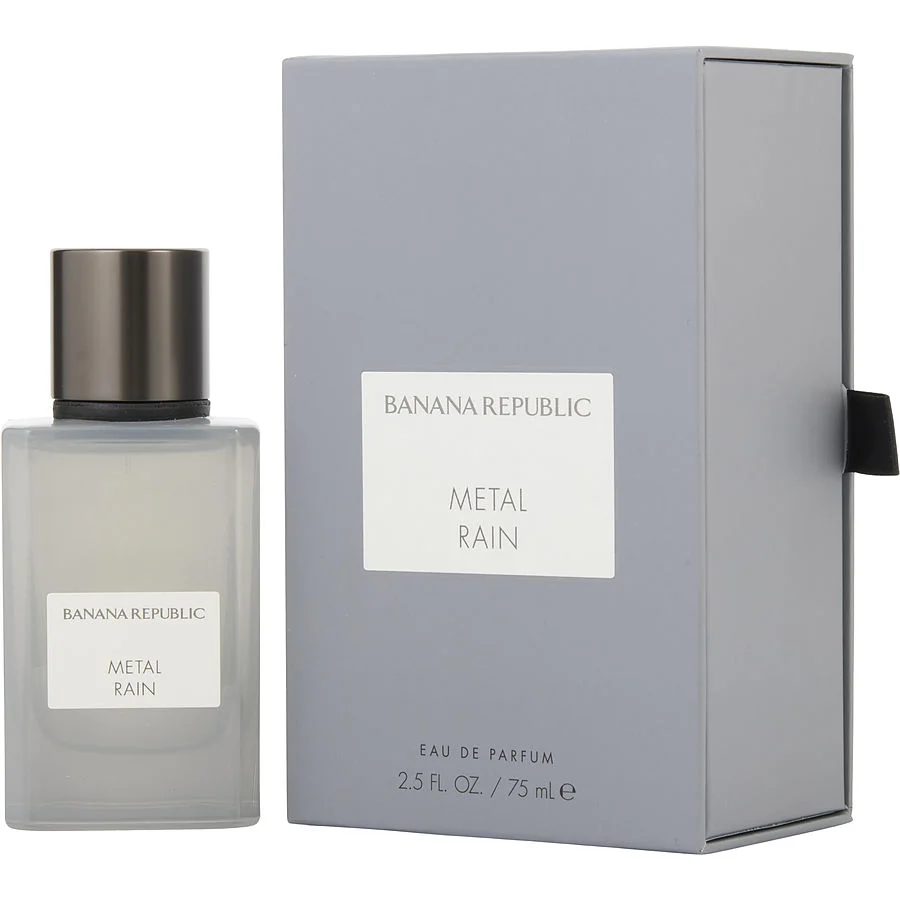 BANANA REPUBLIC
METAL
RAIN
BANANA REPUBLIC
METAL
RAIN
EAU DE PARFUM
2.5 FL. OZ. / 75 mL ℮